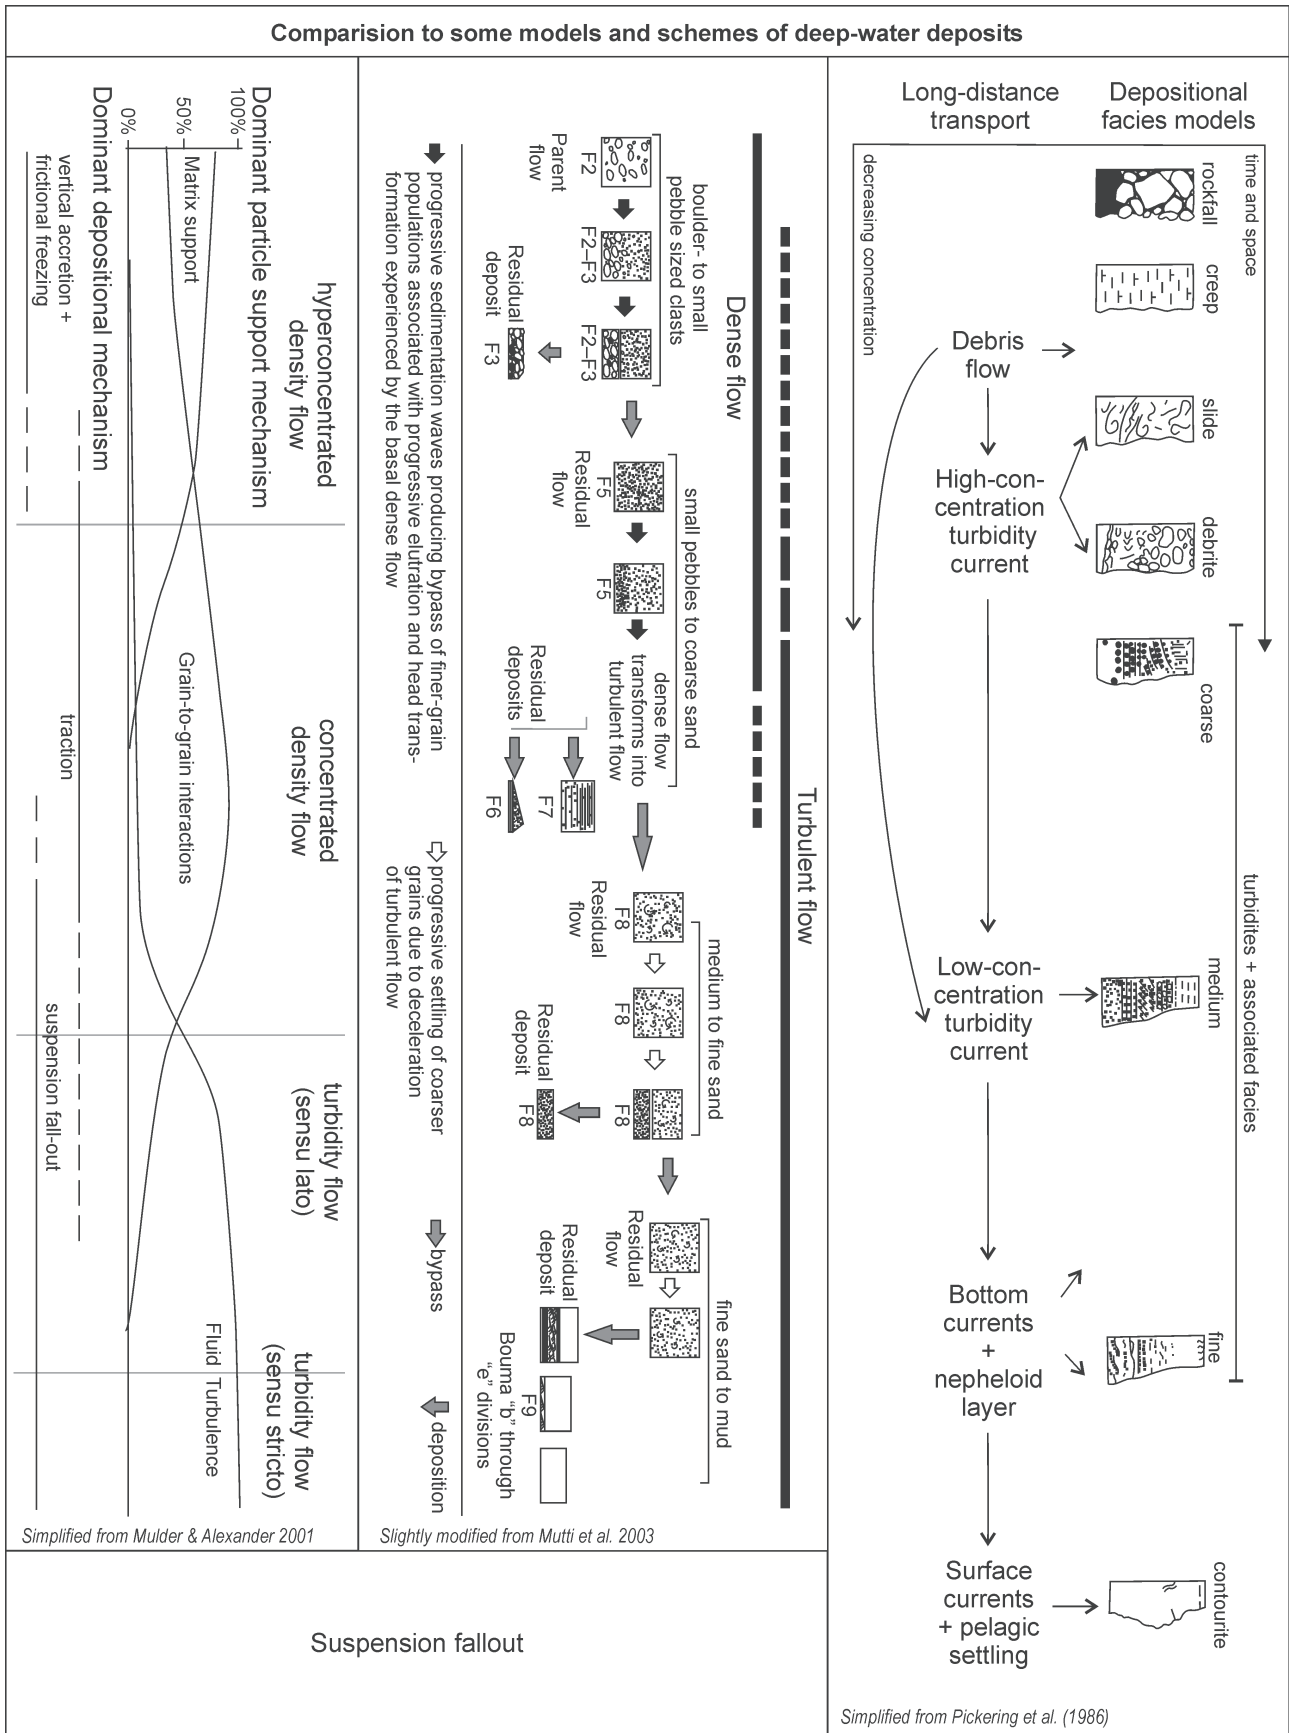 Comparision to some models and schemes of deep-water deposits
Dominant particle support mechanism
100%
50%
0%
Dominant depositional mechanism
Matrix support
vertical accretion +
frictional freezing
hyperconcentrated
density flow
Grain-to-grain interactions
traction
concentrated
density flow
suspension fall-out
turbidity flow
(sensu lato)
Fluid Turbulence
turbidity flow
(sensu stricto)
Simplified from Mulder & Alexander 2001
Turbulent flow
Dense flow
boulder- to small
pebble sized clasts
F2
Parent
flow
F2–F3
F2–F3
Residual
deposit
F3
small pebbles to coarse sand
F5
Residual
flow
F5
dense flow
transforms into
turbulent flow
Residual
deposits
F7
F6
medium to fine sand
F8
Residual
flow
F8
F8
Residual
deposit
F8
fine sand to mud
Residual
flow
Residual
deposit
F9
Bouma “b” through
“e” divisions
progressive sedimentation waves producing bypass of finer-grain
populations associated with progressive elutration and head trans-
formation experienced by the basal dense flow
progressive settling of coarser
grains due to deceleration
of turbulent flow
bypass
deposition
Slightly modified from Mutti et al. 2003
Suspension fallout
Long-distance
transport
Depositional
facies models
decreasing concentration
time and space
rockfall
creep
Debris
flow
slide
High-con-
centration
turbidity
current
debrite
coarse
turbidites + associated facies
Low-con-
centration
turbidity
current
medium
Bottom
currents
+
nepheloid
layer
fine
Surface
currents
+ pelagic
settling
contourite
Simplified from Pickering et al. (1986)